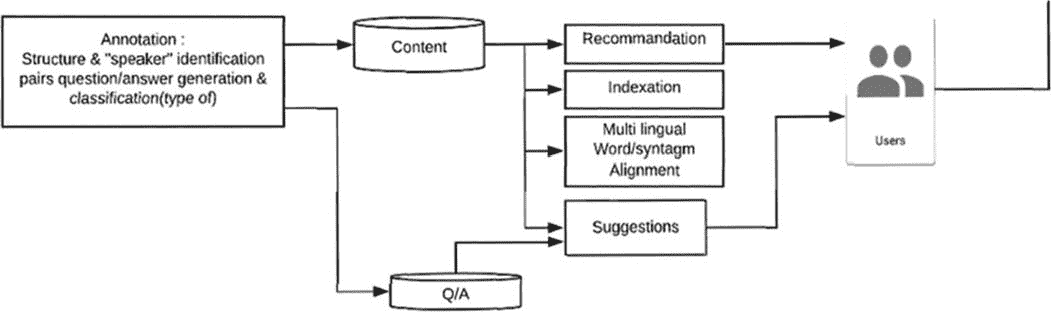 Annotation :
Structure & "speaker" identification
pairs question/answer generation &
classification(type of)
Content
Recommandation
Indexation
Multi lingual
Word/syntagm
Alignment
Suggestions
Q/A
Users